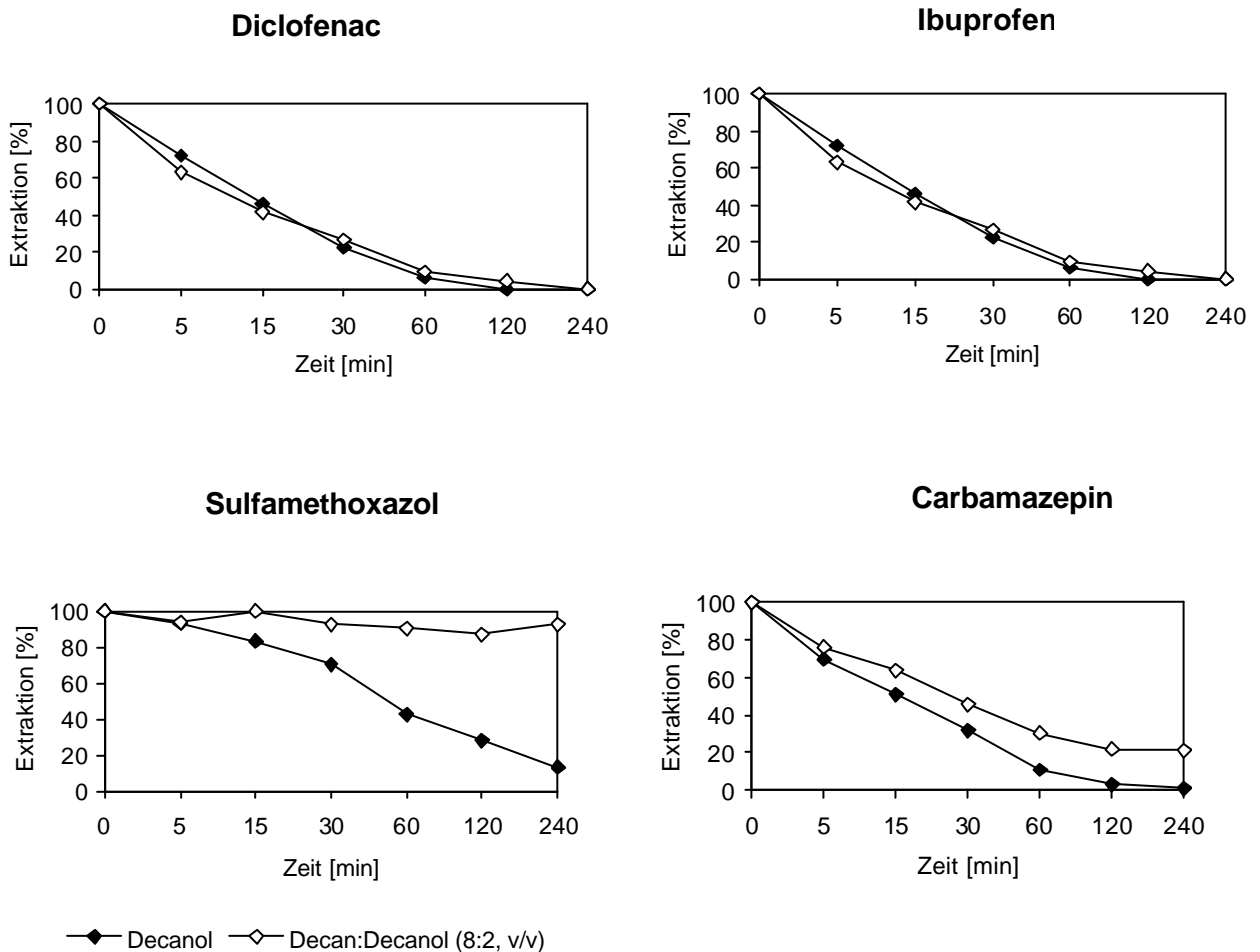 Diclofenac
Extraktion [%]
100
80
60
40
20
0
0 5 15 30 60 120 240
Zeit [min]
Ibuprofen
Extraktion [%]
100
80
60
40
20
0
0 5 15 30 60 120 240
Zeit [min]
Sulfamethoxazol
Extraktion [%]
100
80
60
40
20
0
0 5 15 30 60 120 240
Zeit [min]
Carbamazepin
Extraktion [%]
100
80
60
40
20
0
0 5 15 30 60 120 240
Zeit [min]
Decanol Decan:Decanol (8:2, v/v)